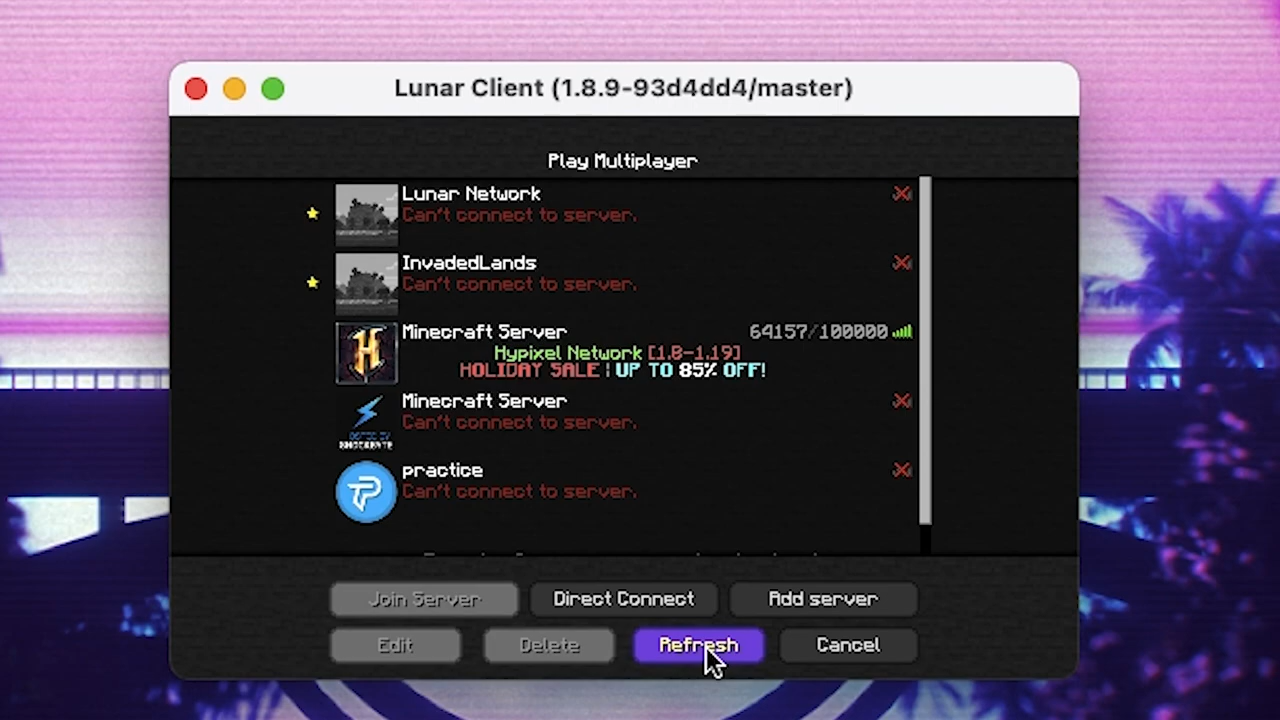 Lunar Client (1.8.9-93d4dd4/master)
Play Multiplayer
Lunar Network
Can't connect to server.
InvadedLands
Can't connect to server.
Minecraft Server 64157/100000
Hypixel Network [1.8-1.19]
HOLIDAY SALE | UP TO 85% OFF!
Minecraft Server
Can't connect to server.
SHOCKBYTE
practice
Can't connect to server.
Join Server
Direct Connect
Add server
Edit
Delete
Refresh
Cancel